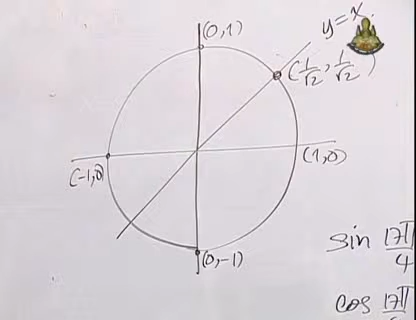 (0,1)
y=x
(1/√2, 1/√2)
(-1,0)
(1,0)
(0,-1)
sin 17π/4
cos 17π